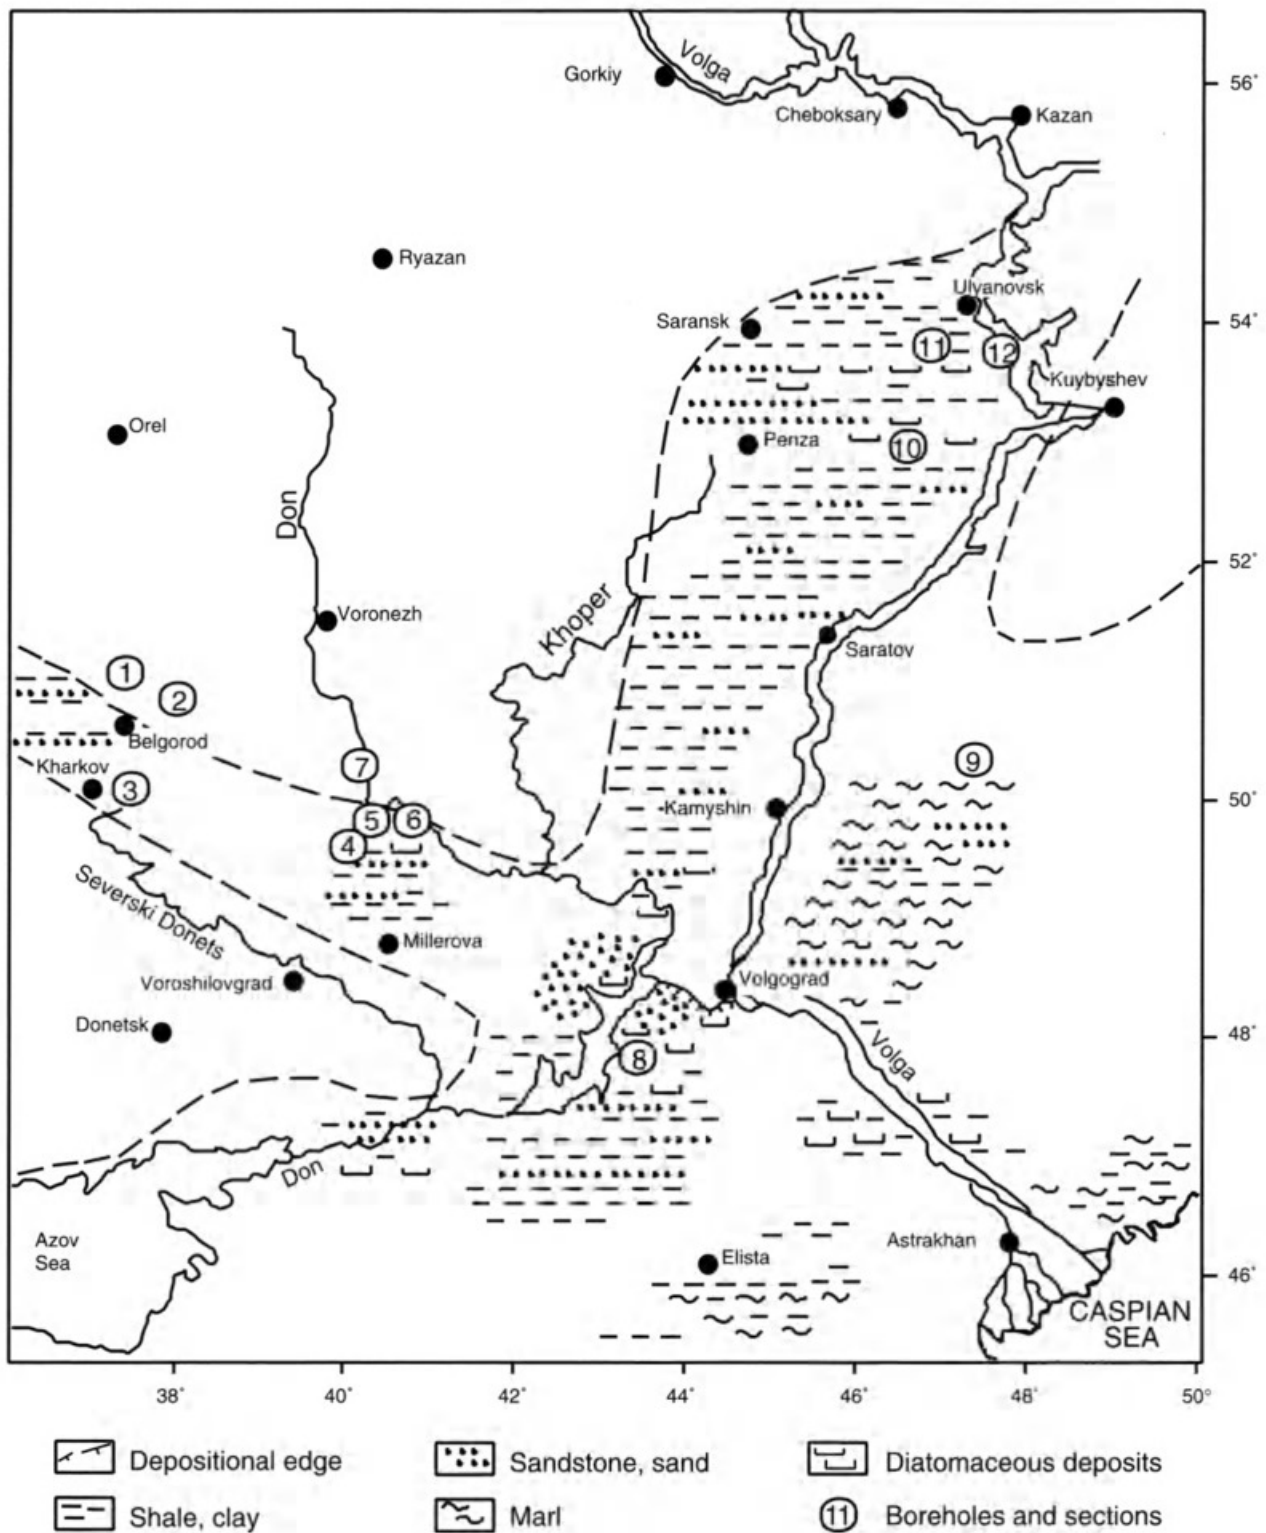 Volga
Gorkiy
Cheboksary
Kazan
56°
Ryazan
Ulyanovsk
Saransk
54°
11
12
Kuybyshev
Orel
Penza
10
Don
52°
Khoper
Voronezh
Saratov
1
2
Belgorod
Kharkov
3
7
9
Kamyshin
50°
5
6
4
Severski Donets
Millerova
Voroshilovgrad
Volgograd
Donetsk
48°
8
Volga
Don
Azov
Sea
Elista
Astrakhan
46°
CASPIAN
SEA
38° 40° 42° 44° 46° 48° 50°
Depositional edge Sandstone, sand Diatomaceous deposits
Shale, clay Marl 11 Boreholes and sections